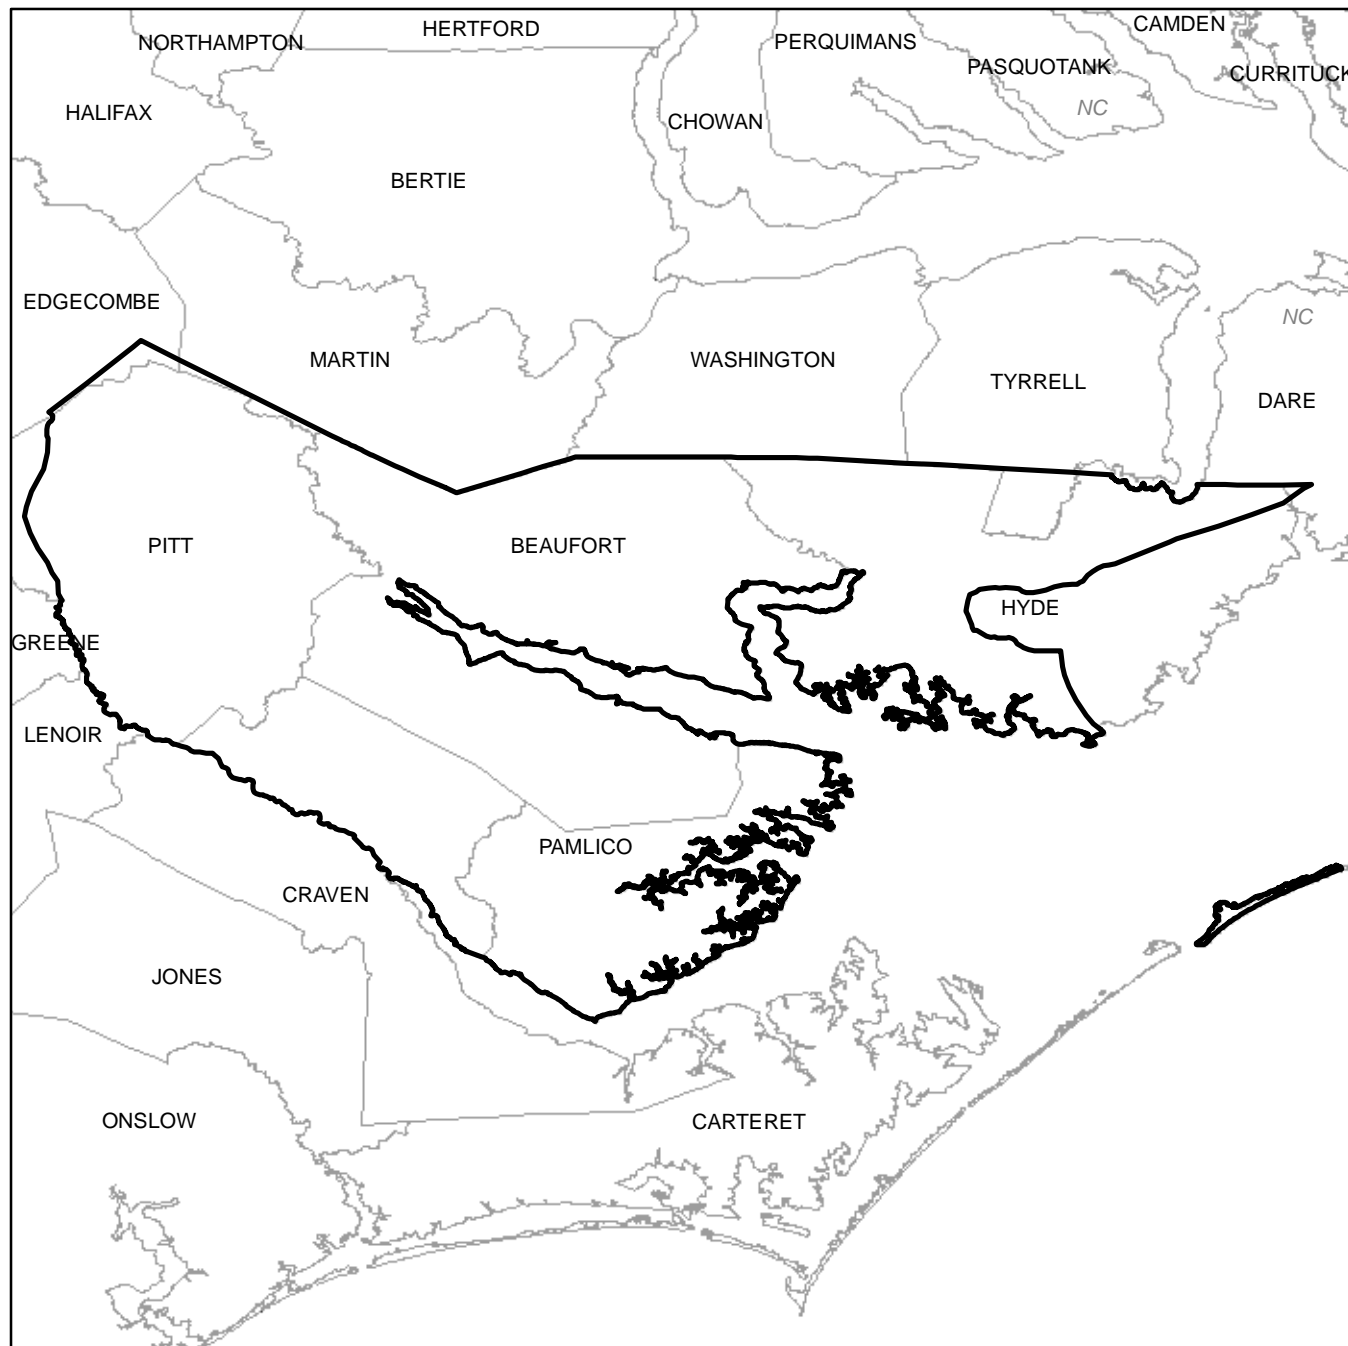 HERTFORD
CAMDEN
NORTHAMPTON
PERQUIMANS
PASQUOTANK
CURRITUCK
NC
HALIFAX
CHOWAN
BERTIE
EDGECOMBE
NC
MARTIN
WASHINGTON
TYRRELL
DARE
PITT
BEAUFORT
HYDE
GREENE
LENOIR
PAMLICO
CRAVEN
JONES
ONSLOW
CARTERET